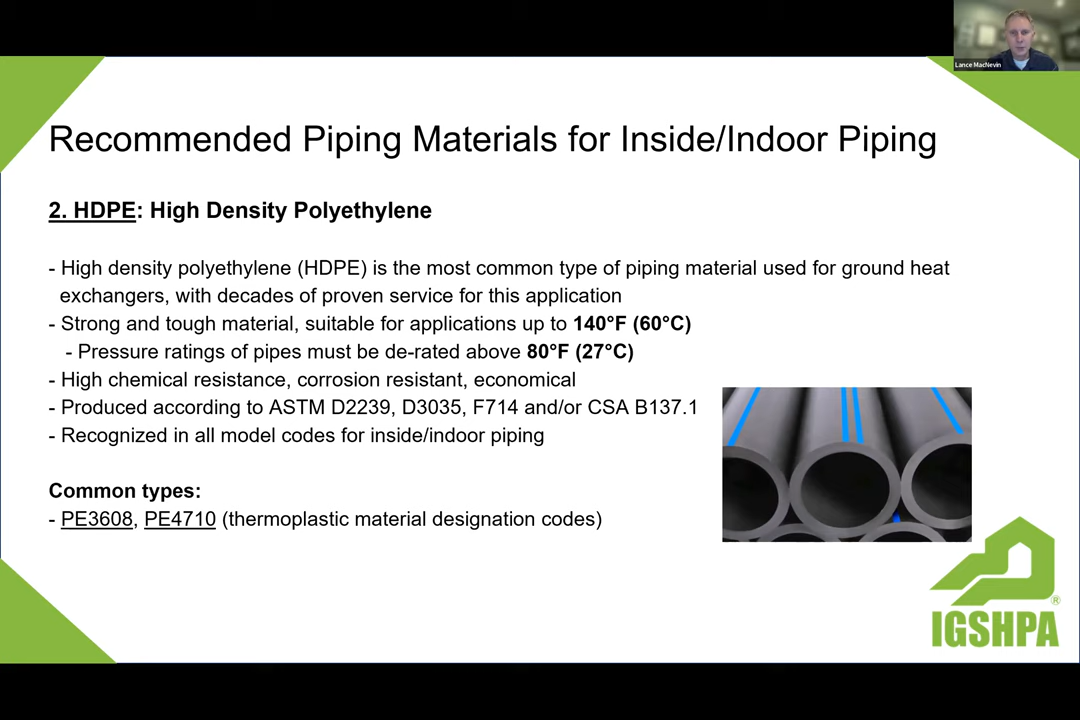 Lance MacNevin
Recommended Piping Materials for Inside/Indoor Piping
2. HDPE: High Density Polyethylene
- High density polyethylene (HDPE) is the most common type of piping material used for ground heat
exchangers, with decades of proven service for this application
- Strong and tough material, suitable for applications up to 140°F (60°C)
- Pressure ratings of pipes must be de-rated above 80°F (27°C)
- High chemical resistance, corrosion resistant, economical
- Produced according to ASTM D2239, D3035, F714 and/or CSA B137.1
- Recognized in all model codes for inside/indoor piping
Common types:
- PE3608, PE4710 (thermoplastic material designation codes)
®
IGSHPA